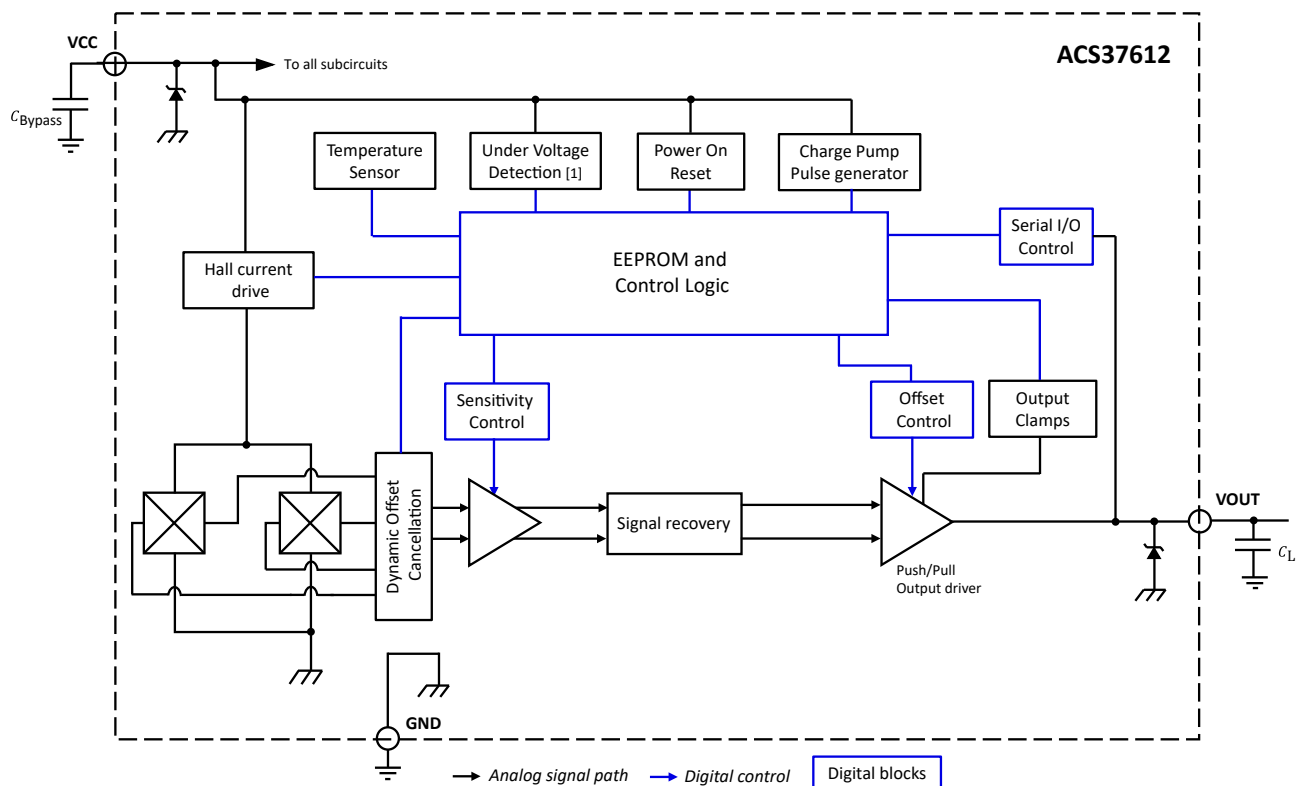 VCC
ACS37612
To all subcircuits
C_Bypass
Temperature
Sensor
Under Voltage
Detection [1]
Power On
Reset
Charge Pump
Pulse generator
Serial I/O
Control
EEPROM and
Control Logic
Hall current
drive
Sensitivity
Control
Offset
Control
Output
Clamps
Dynamic Offset
Cancellation
Signal recovery
VOUT
C_L
Push/Pull
Output driver
GND
Analog signal path
Digital control
Digital blocks